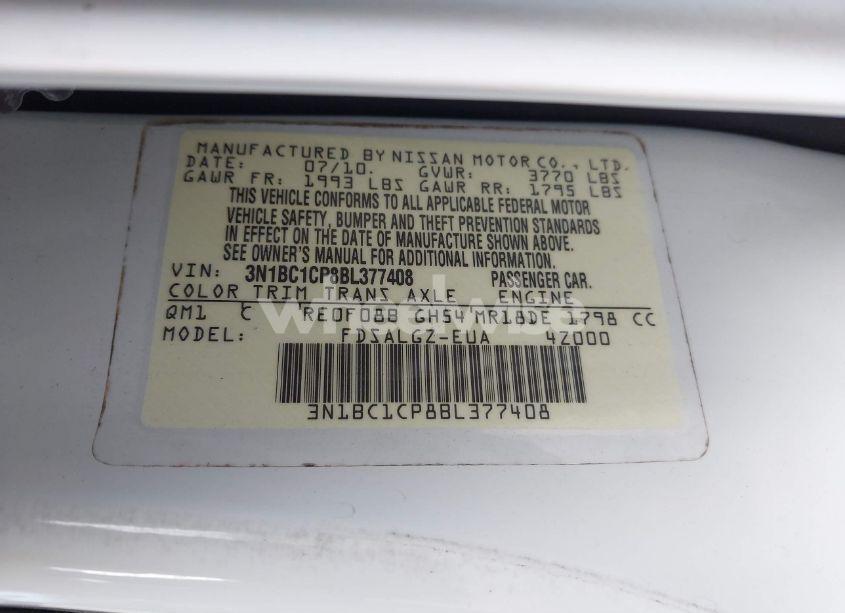 MANUFACTURED BY NISSAN MOTOR CO., LTD.
DATE: 07/10. GVWR: 3770 LBS
GAWR FR: 1993 LBS GAWR RR: 1795 LBS
THIS VEHICLE CONFORMS TO ALL APPLICABLE FEDERAL MOTOR
VEHICLE SAFETY, BUMPER AND THEFT PREVENTION STANDARDS
IN EFFECT ON THE DATE OF MANUFACTURE SHOWN ABOVE.
SEE OWNER'S MANUAL FOR ADDITIONAL INFORMATION.
VIN: 3N1BC1CP8BL377408 PASSENGER CAR.
COLOR TRIM TRANS AXLE ENGINE
QM1 C RE0F08B GH54 MR18DE 1798 CC
MODEL: FDSALGZ-EUA 42000
3N1BC1CP8BL377408